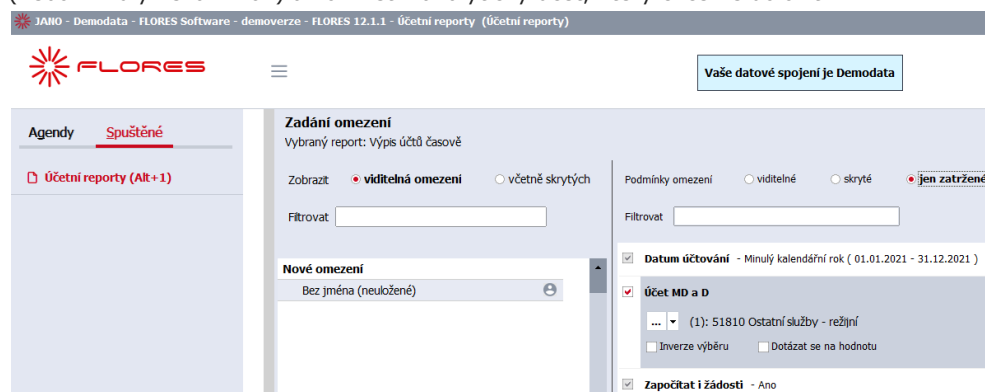 JANO - Demodata - FLORES Software - demoverze - FLORES 12.1.1 - Účetní reporty (Účetní reporty)
FLORES
Vaše datové spojení je Demodata
Agendy Spuštěné
Účetní reporty (Alt+1)
Zadání omezení
Vybraný report: Výpis účtů časově
Zobrazit viditelná omezení včetně skrytých
Filtrovat
Nové omezení
Bez jména (neuložené)
Podmínky omezení viditelné skryté jen zatržené
Filtrovat
Datum účtování - Minulý kalendářní rok ( 01.01.2021 - 31.12.2021 )
Účet MD a D
... (1): 51810 Ostatní služby - režijní
Inverze výběru Dotázat se na hodnotu
Započítat i žádosti - Ano